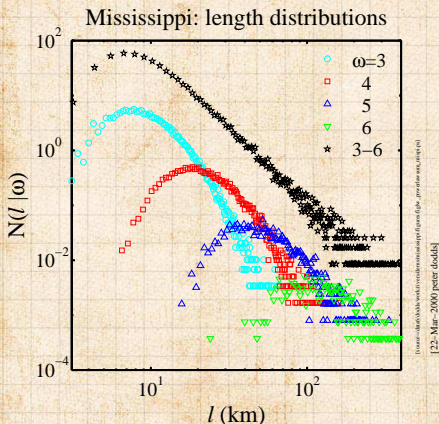 Mississippi: length distributions
10²
10⁰
10⁻²
10⁻⁴
N(l |ω)
ω=3
4
5
6
3−6
10¹
10²
l (km)
[22−Mar−2000 peter dodds]